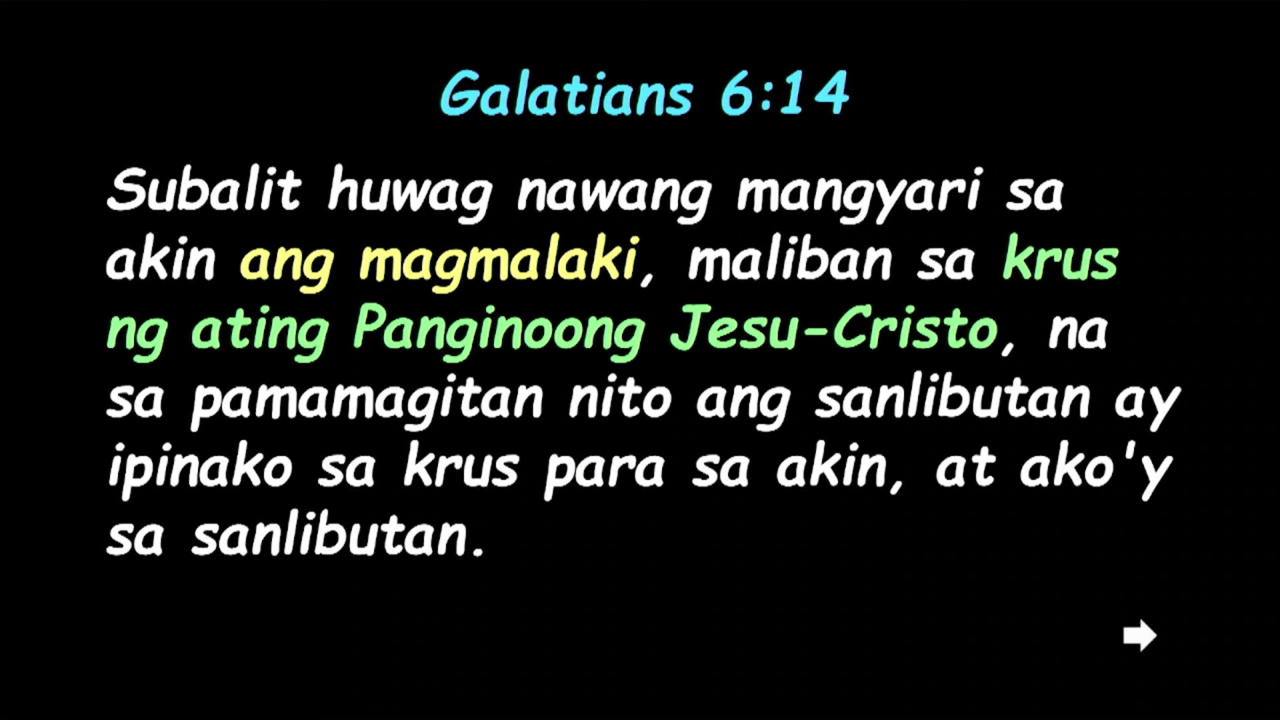 Galatians 6:14
Subalit huwag nawang mangyari sa
akin ang magmalaki, maliban sa krus
ng ating Panginoong Jesu-Cristo, na
sa pamamagitan nito ang sanlibutan ay
ipinako sa krus para sa akin, at ako'y
sa sanlibutan.